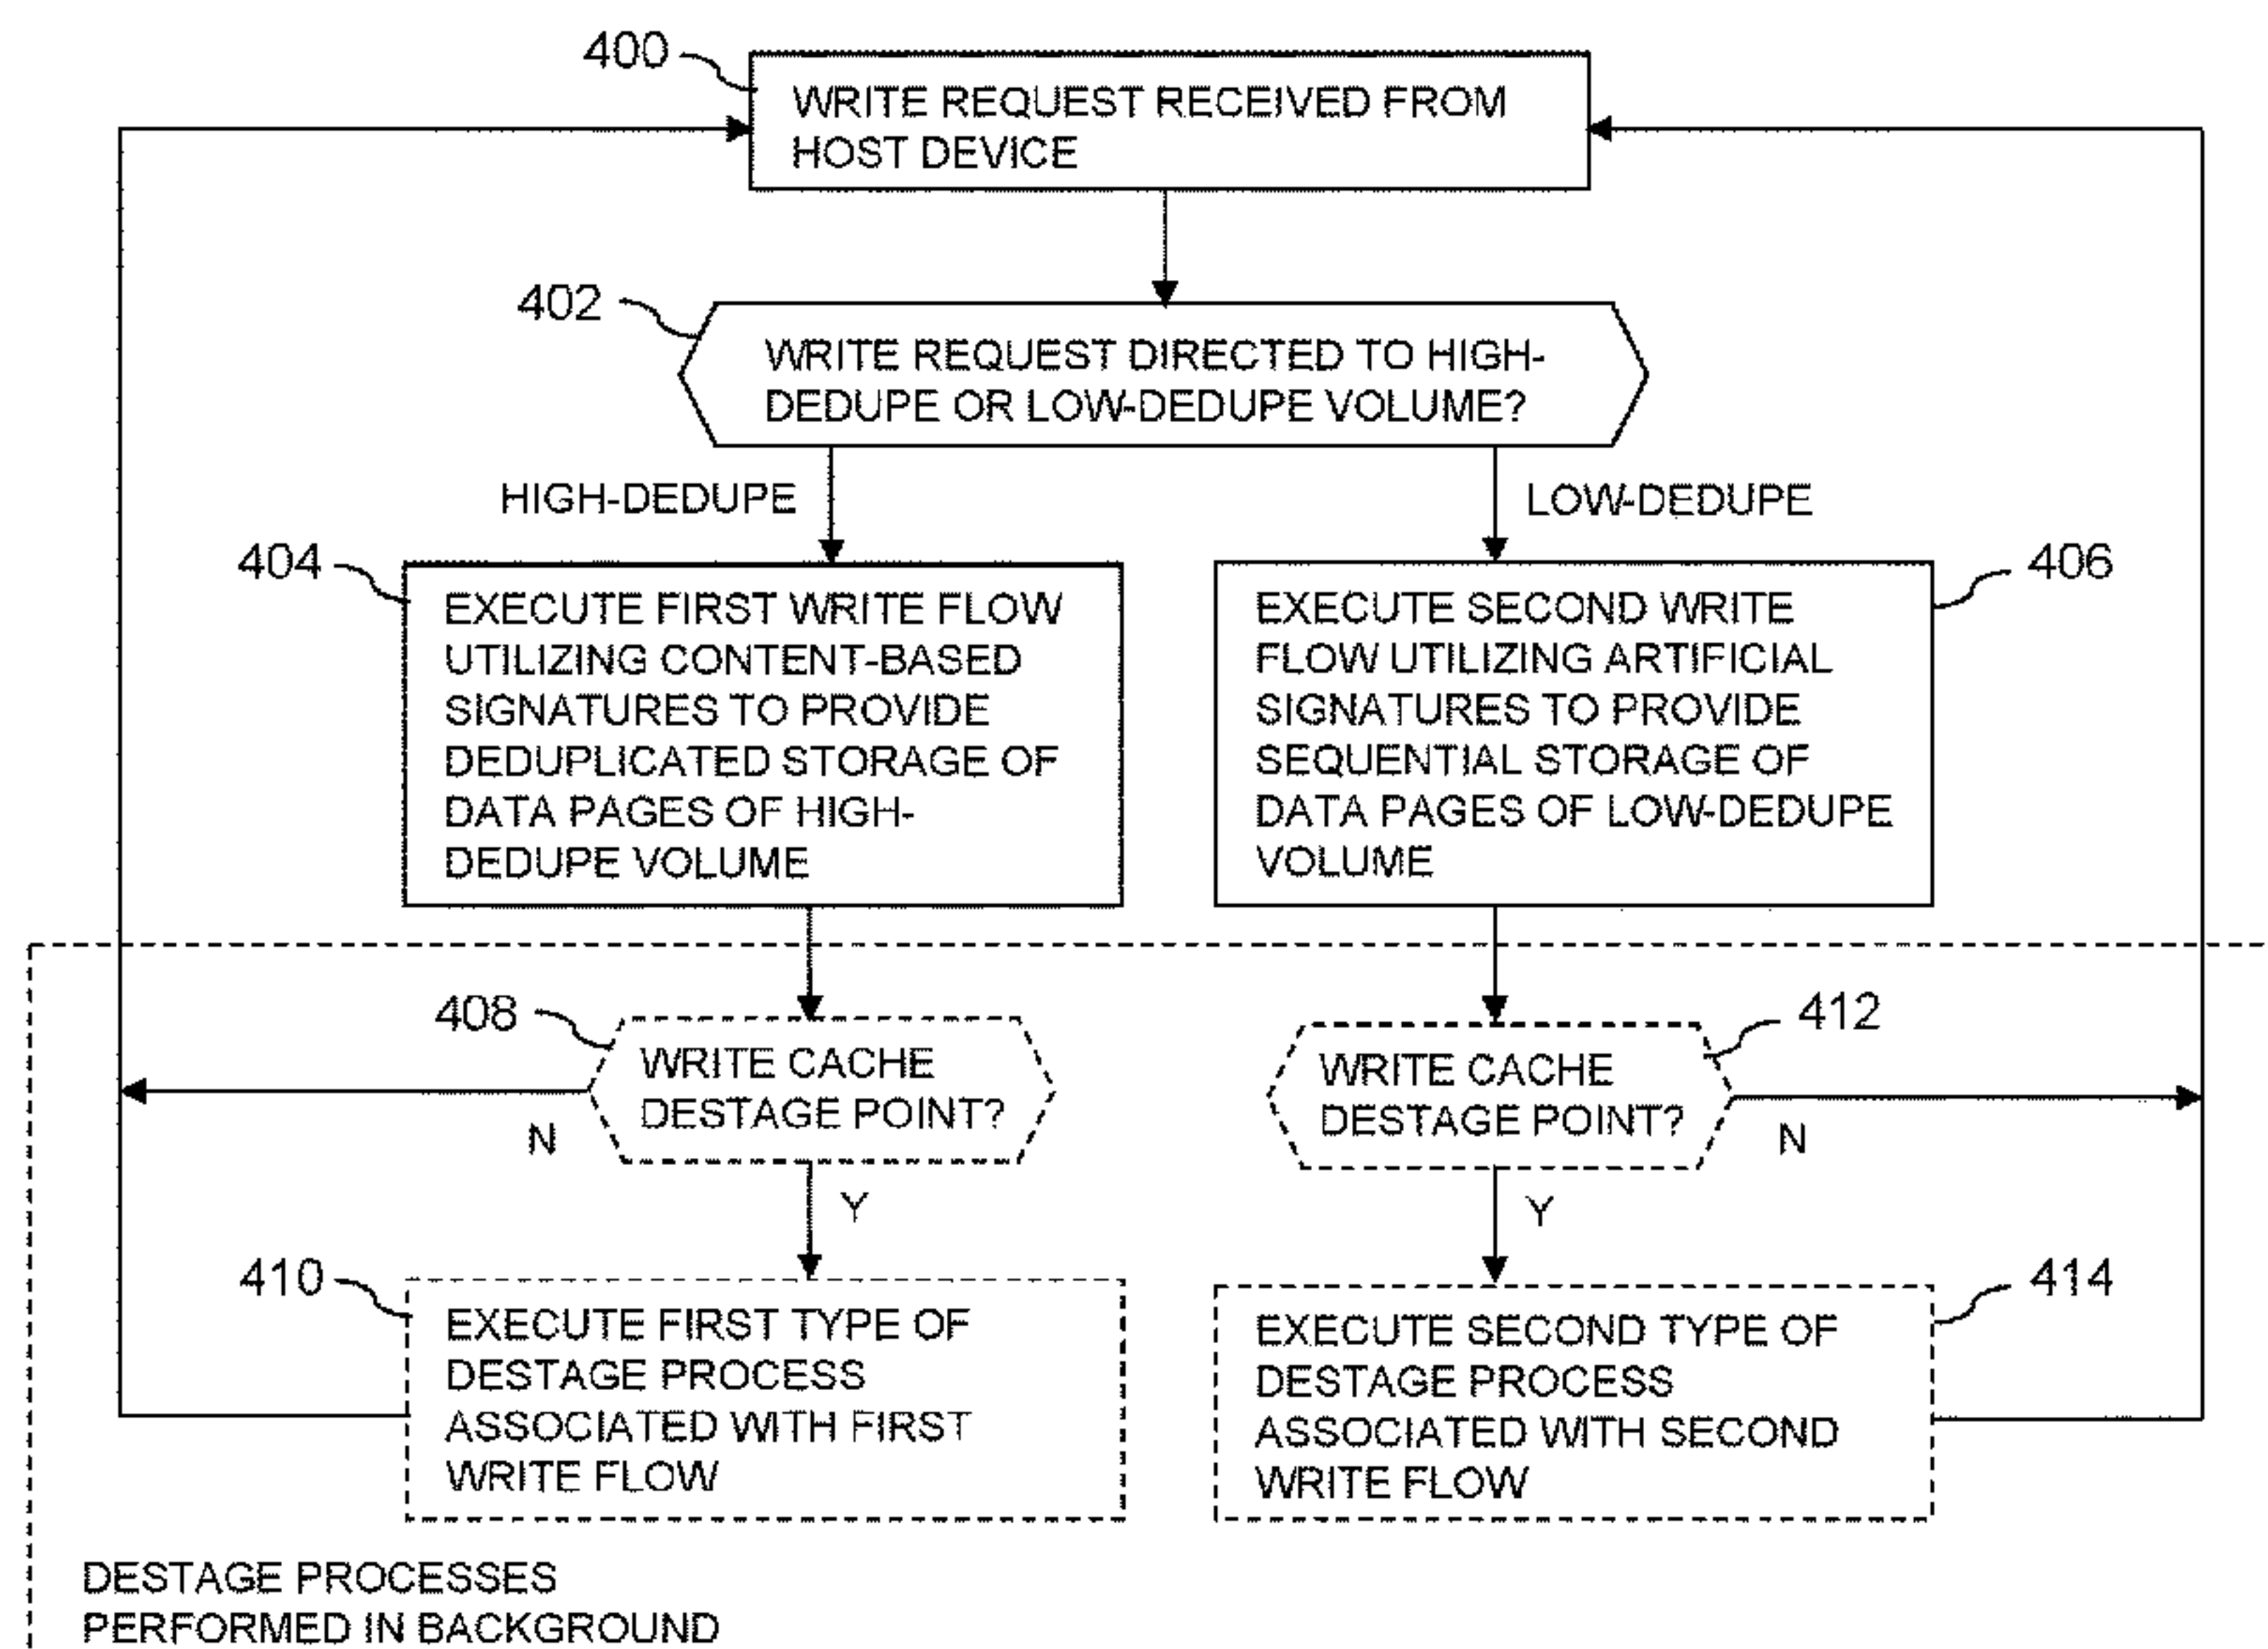 400
WRITE REQUEST RECEIVED FROM
HOST DEVICE
402
WRITE REQUEST DIRECTED TO HIGH-
DEDUPE OR LOW-DEDUPE VOLUME?
HIGH-DEDUPE
LOW-DEDUPE
404
EXECUTE FIRST WRITE FLOW
UTILIZING CONTENT-BASED
SIGNATURES TO PROVIDE
DEDUPLICATED STORAGE OF
DATA PAGES OF HIGH-
DEDUPE VOLUME
406
EXECUTE SECOND WRITE
FLOW UTILIZING ARTIFICIAL
SIGNATURES TO PROVIDE
SEQUENTIAL STORAGE OF
DATA PAGES OF LOW-DEDUPE
VOLUME
408
WRITE CACHE
DESTAGE POINT?
N
Y
412
WRITE CACHE
DESTAGE POINT?
N
Y
410
EXECUTE FIRST TYPE OF
DESTAGE PROCESS
ASSOCIATED WITH FIRST
WRITE FLOW
414
EXECUTE SECOND TYPE OF
DESTAGE PROCESS
ASSOCIATED WITH SECOND
WRITE FLOW
DESTAGE PROCESSES
PERFORMED IN BACKGROUND